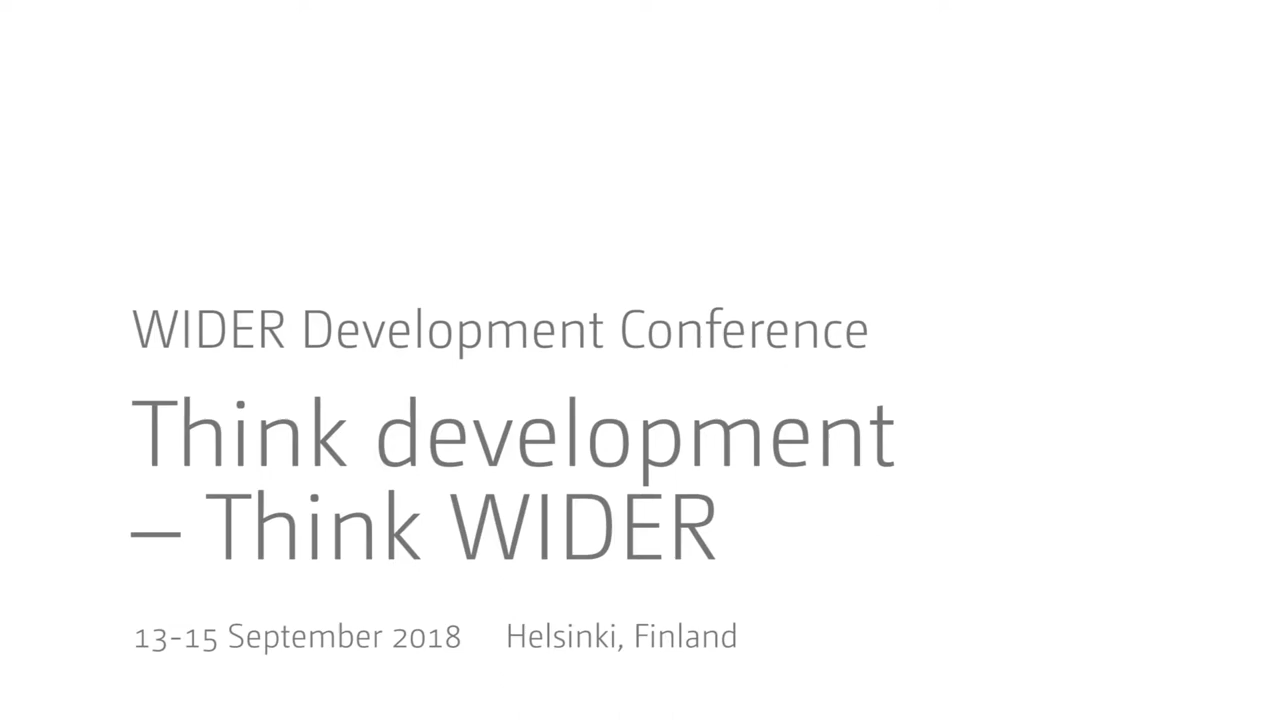 WIDER Development Conference
Think development
– Think WIDER
13-15 September 2018 Helsinki, Finland